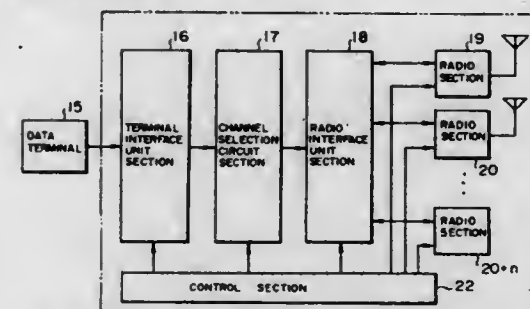 16
17
18
19
RADIO
SECTION
15
DATA
TERMINAL
TERMINAL
INTERFACE
UNIT
SECTION
CHANNEL
SELECTION
CIRCUIT
SECTION
RADIO
INTERFACE
UNIT
SECTION
RADIO
SECTION
20
RADIO
SECTION
20+n
CONTROL SECTION
22